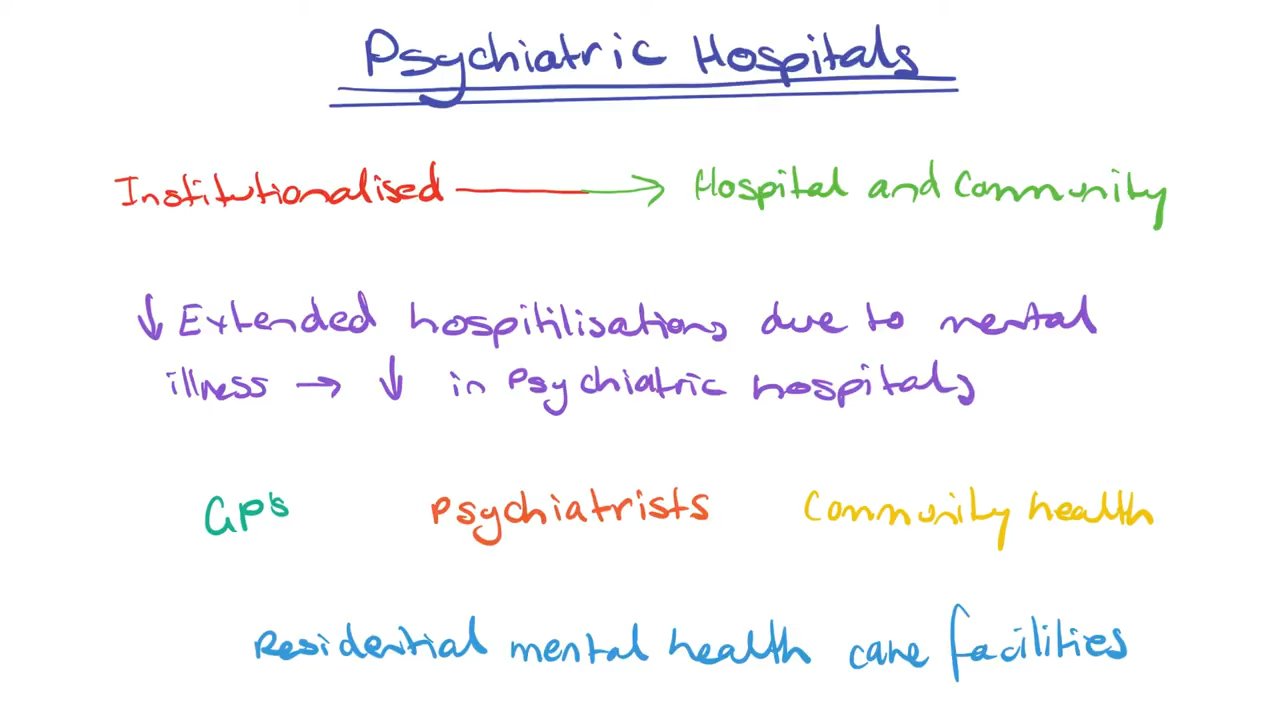 Psychiatric Hospitals
Institutionalised → Hospital and Community
↓ Extended hospitilisations due to mental
illness → ↓ in Psychiatric hospitals
GPs Psychiatrists Community health
Residential mental health care facilities